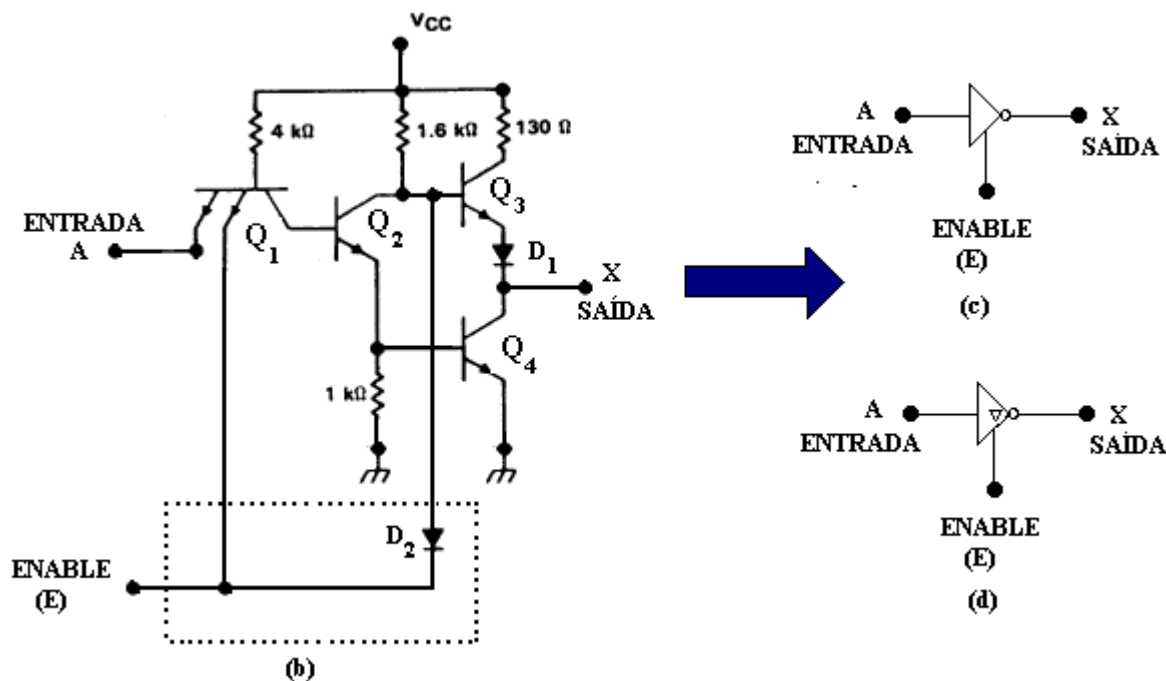 VCC
4 kΩ
1.6 kΩ
130 Ω
Q3
ENTRADA
A
Q1
Q2
D1
X
SAÍDA
Q4
1 kΩ
D2
ENABLE
(E)
(b)
A
ENTRADA
X
SAÍDA
ENABLE
(E)
(c)
A
ENTRADA
X
SAÍDA
ENABLE
(E)
(d)